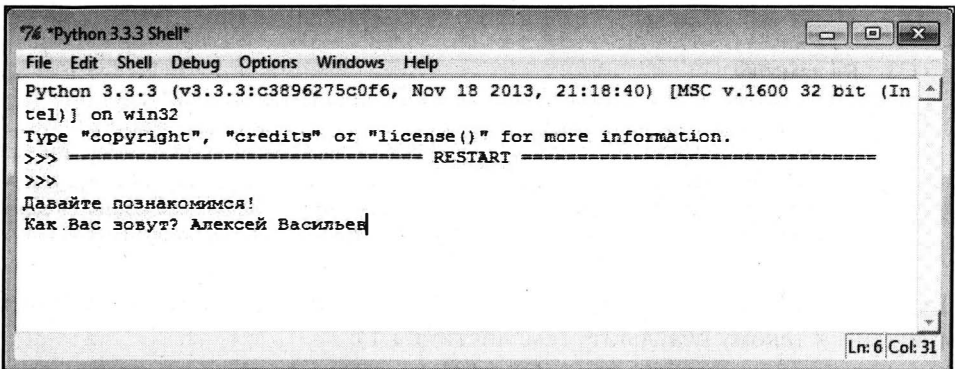 *Python 3.3.3 Shell*
File Edit Shell Debug Options Windows Help
Python 3.3.3 (v3.3.3:c3896275c0f6, Nov 18 2013, 21:18:40) [MSC v.1600 32 bit (In
tel)] on win32
Type "copyright", "credits" or "license()" for more information.
>>> ================================ RESTART ================================
>>>
Давайте познакомимся!
Как Вас зовут? Алексей Васильев
Ln: 6 Col: 31